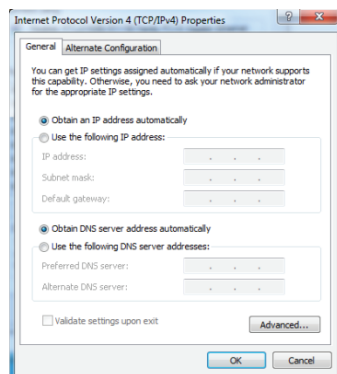 Internet Protocol Version 4 (TCP/IPv4) Properties
General
Alternate Configuration
You can get IP settings assigned automatically if your network supports
this capability. Otherwise, you need to ask your network administrator
for the appropriate IP settings.
Obtain an IP address automatically
Use the following IP address:
IP address:
Subnet mask:
Default gateway:
Obtain DNS server address automatically
Use the following DNS server addresses:
Preferred DNS server:
Alternate DNS server:
Validate settings upon exit
Advanced...
OK
Cancel